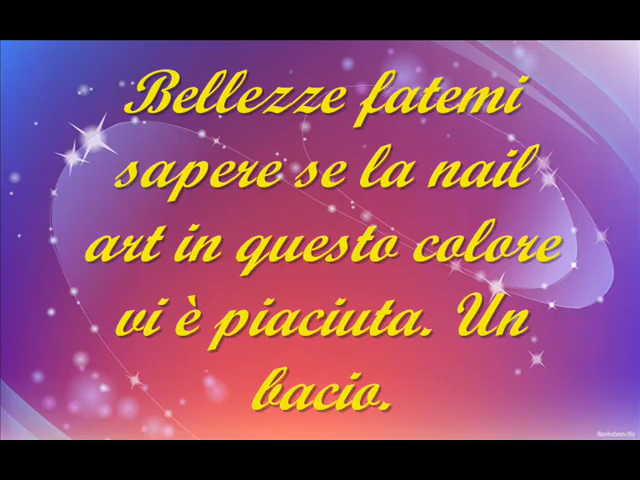 Bellezze fatemi
sapere se la nail
art in questo colore
vi è piaciuta. Un
bacio.